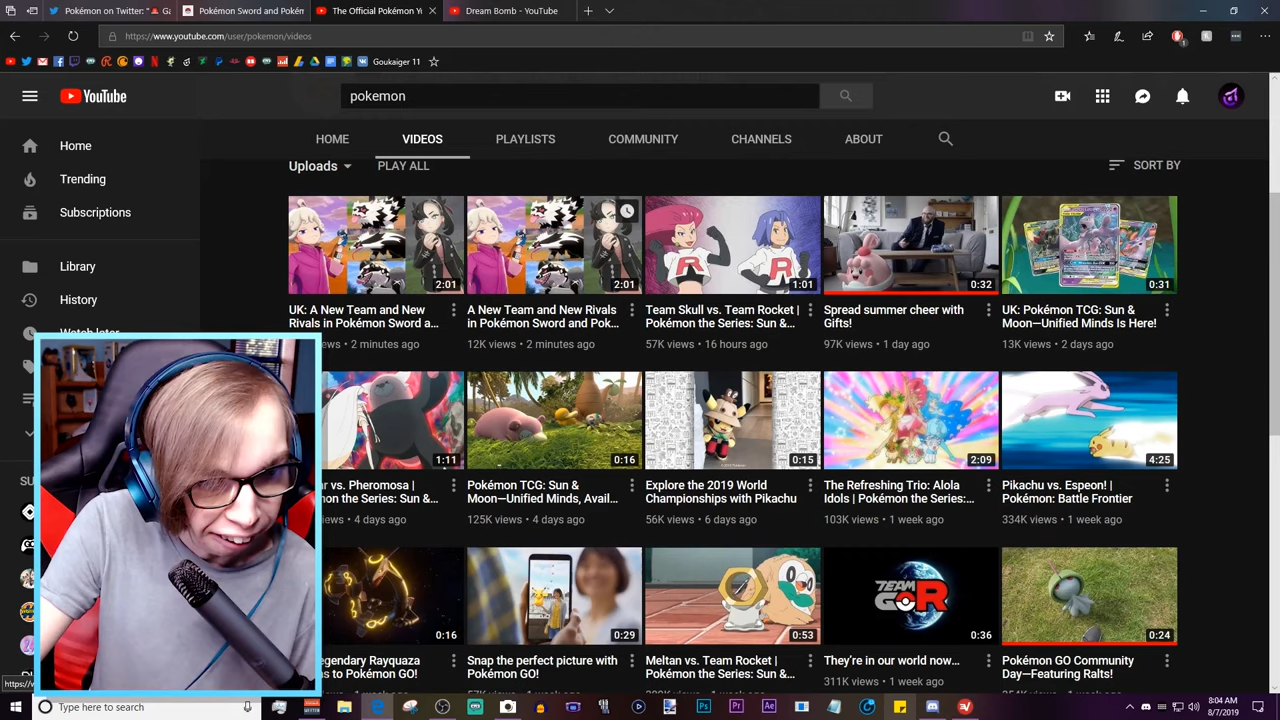 Pokémon on Twitter: "
Pokémon Sword and Pokém
The Official Pokémon Y
Dream Bomb - YouTube
https://www.youtube.com/user/pokemon/videos
Goukaiger 11
YouTube
pokemon
HOME
VIDEOS
PLAYLISTS
COMMUNITY
CHANNELS
ABOUT
Uploads
PLAY ALL
SORT BY
Home
Trending
Subscriptions
Library
History
Watch later
2:01
2:01
1:01
0:32
0:31
UK: A New Team and New
Rivals in Pokémon Sword a...
views • 2 minutes ago
A New Team and New Rivals
in Pokémon Sword and Pok...
12K views • 2 minutes ago
Team Skull vs. Team Rocket |
Pokémon the Series: Sun &...
57K views • 16 hours ago
Spread summer cheer with
Gifts!
97K views • 1 day ago
UK: Pokémon TCG: Sun &
Moon—Unified Minds Is Here!
13K views • 2 days ago
1:11
0:16
0:15
2:09
4:25
vs. Pheromosa |
the Series: Sun &...
views • 4 days ago
Pokémon TCG: Sun &
Moon—Unified Minds, Avail...
125K views • 4 days ago
Explore the 2019 World
Championships with Pikachu
56K views • 6 days ago
The Refreshing Trio: Alola
Idols | Pokémon the Series:...
103K views • 1 week ago
Pikachu vs. Espeon! |
Pokémon: Battle Frontier
334K views • 1 week ago
TEAM
GO R
0:16
0:29
0:53
0:36
0:24
Rayquaza
to Pokémon GO!
Snap the perfect picture with
Pokémon GO!
Meltan vs. Team Rocket |
Pokémon the Series: Sun &...
They're in our world now...
311K views • 1 week ago
Pokémon GO Community
Day—Featuring Ralts!
Type here to search
8:04 AM
8/7/2019